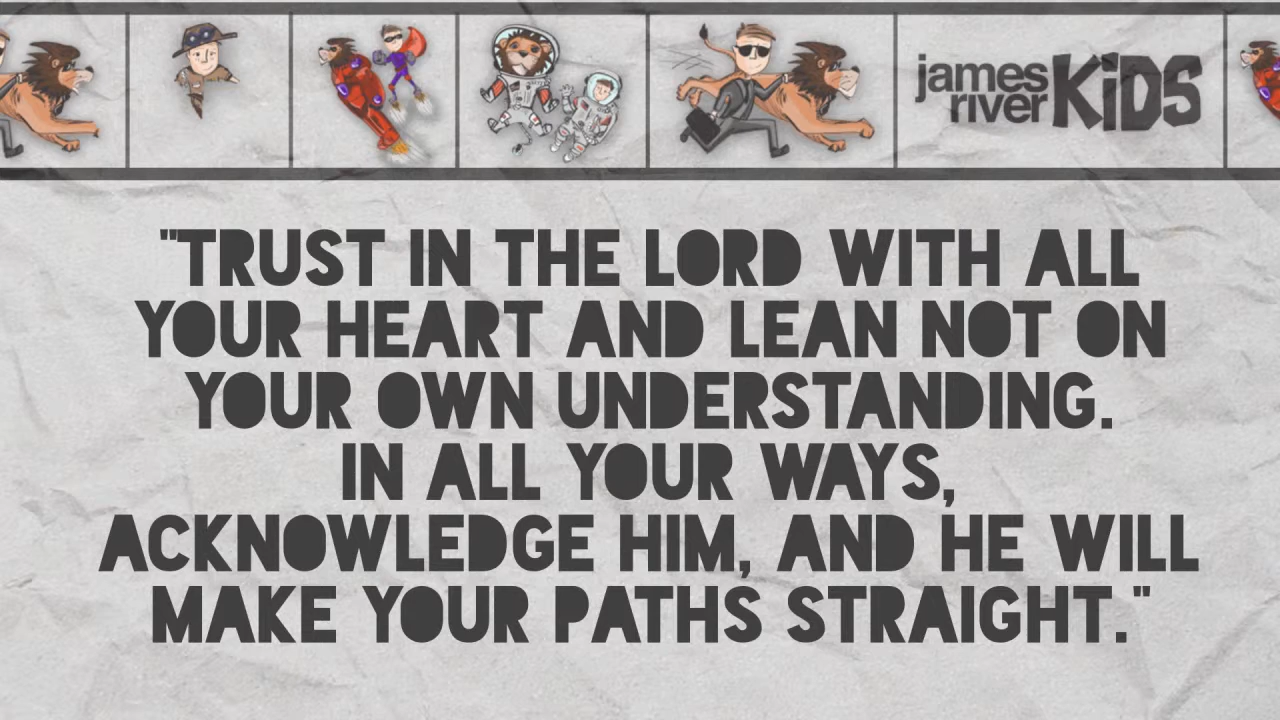 james
river KiDS
"TRUST IN THE LORD WITH ALL
YOUR HEART AND LEAN NOT ON
YOUR OWN UNDERSTANDING.
IN ALL YOUR WAYS,
ACKNOWLEDGE HIM, AND HE WILL
MAKE YOUR PATHS STRAIGHT."